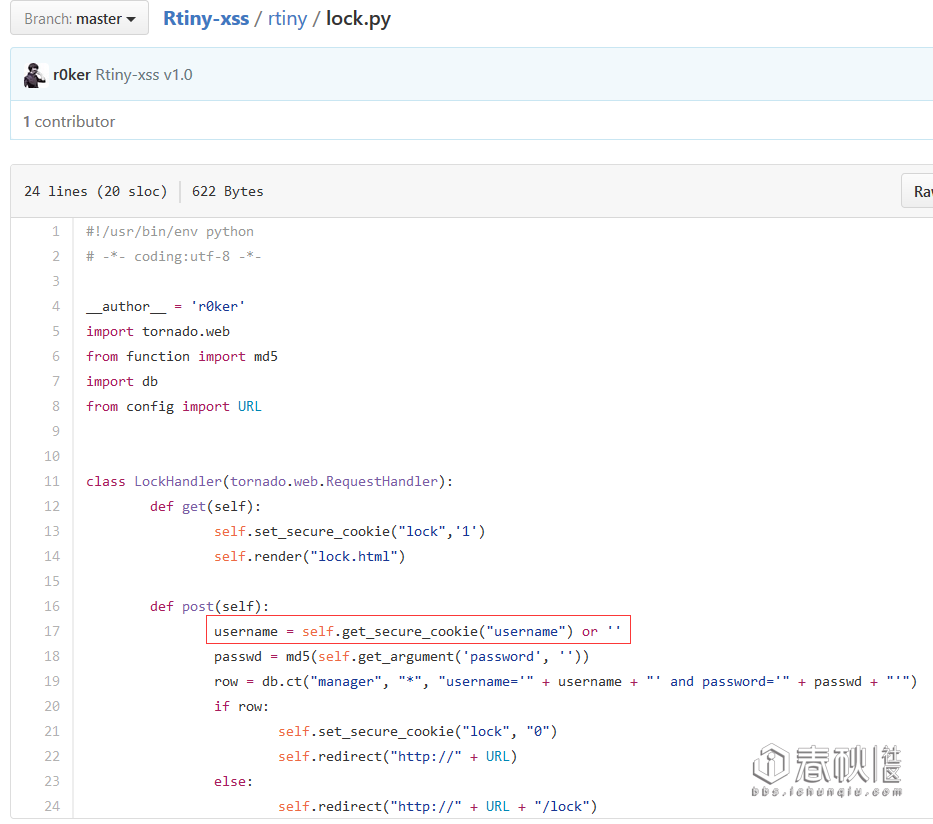 Branch: master
Rtiny-xss / rtiny / lock.py
r0ker Rtiny-xss v1.0
1 contributor
24 lines (20 sloc) 622 Bytes
1 #!/usr/bin/env python
2 # -*- coding:utf-8 -*-
3
4 __author__ = 'r0ker'
5 import tornado.web
6 from function import md5
7 import db
8 from config import URL
9
10
11 class LockHandler(tornado.web.RequestHandler):
12 def get(self):
13 self.set_secure_cookie("lock",'1')
14 self.render("lock.html")
15
16 def post(self):
17 username = self.get_secure_cookie("username") or ''
18 passwd = md5(self.get_argument('password', ''))
19 row = db.ct("manager", "*", "username='" + username + "' and password='" + passwd + "'")
20 if row:
21 self.set_secure_cookie("lock", "0")
22 self.redirect("http://" + URL)
23 else:
24 self.redirect("http://" + URL + "/lock")
春秋社区
bbs.ichunqiu.com